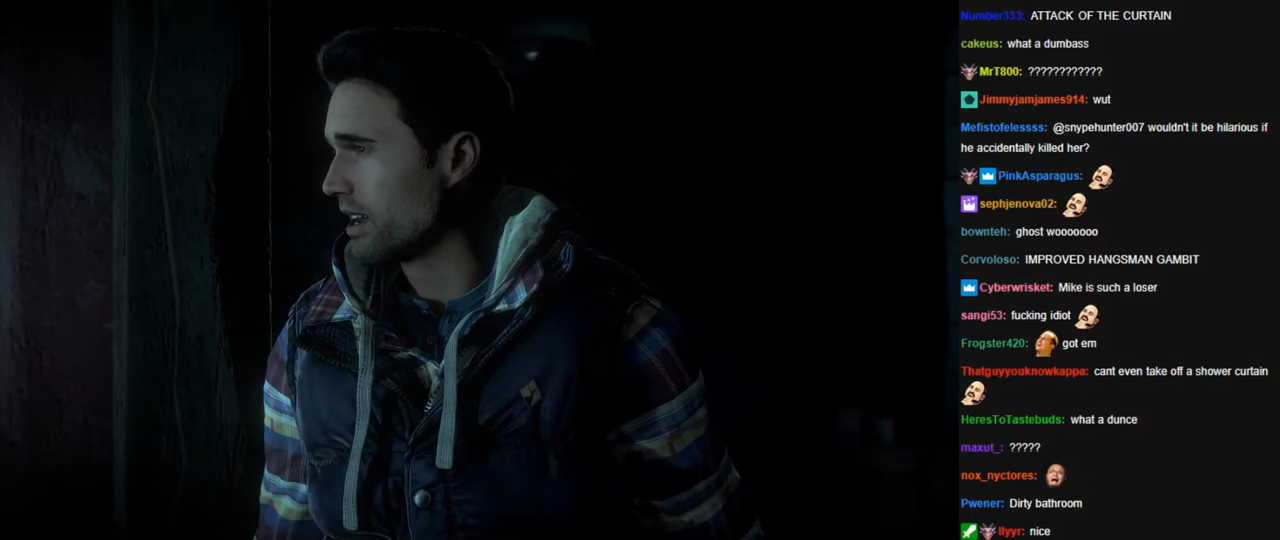 Number333: ATTACK OF THE CURTAIN
cakeus: what a dumbass
MrT800: ????????????
Jimmyjamjames914: wut
Mefistofelessss: @snypehunter007 wouldn't it be hilarious if
he accidentally killed her?
PinkAsparagus:
sephjenova02:
bownteh: ghost wooooooo
Corvoloso: IMPROVED HANGSMAN GAMBIT
Cyberwrisket: Mike is such a loser
sangi53: fucking idiot
Frogster420: got em
Thatguyyouknowkappa: cant even take off a shower curtain
HeresToTastebuds: what a dunce
maxut_: ?????
nox_nyctores:
Pwener: Dirty bathroom
llyyr: nice